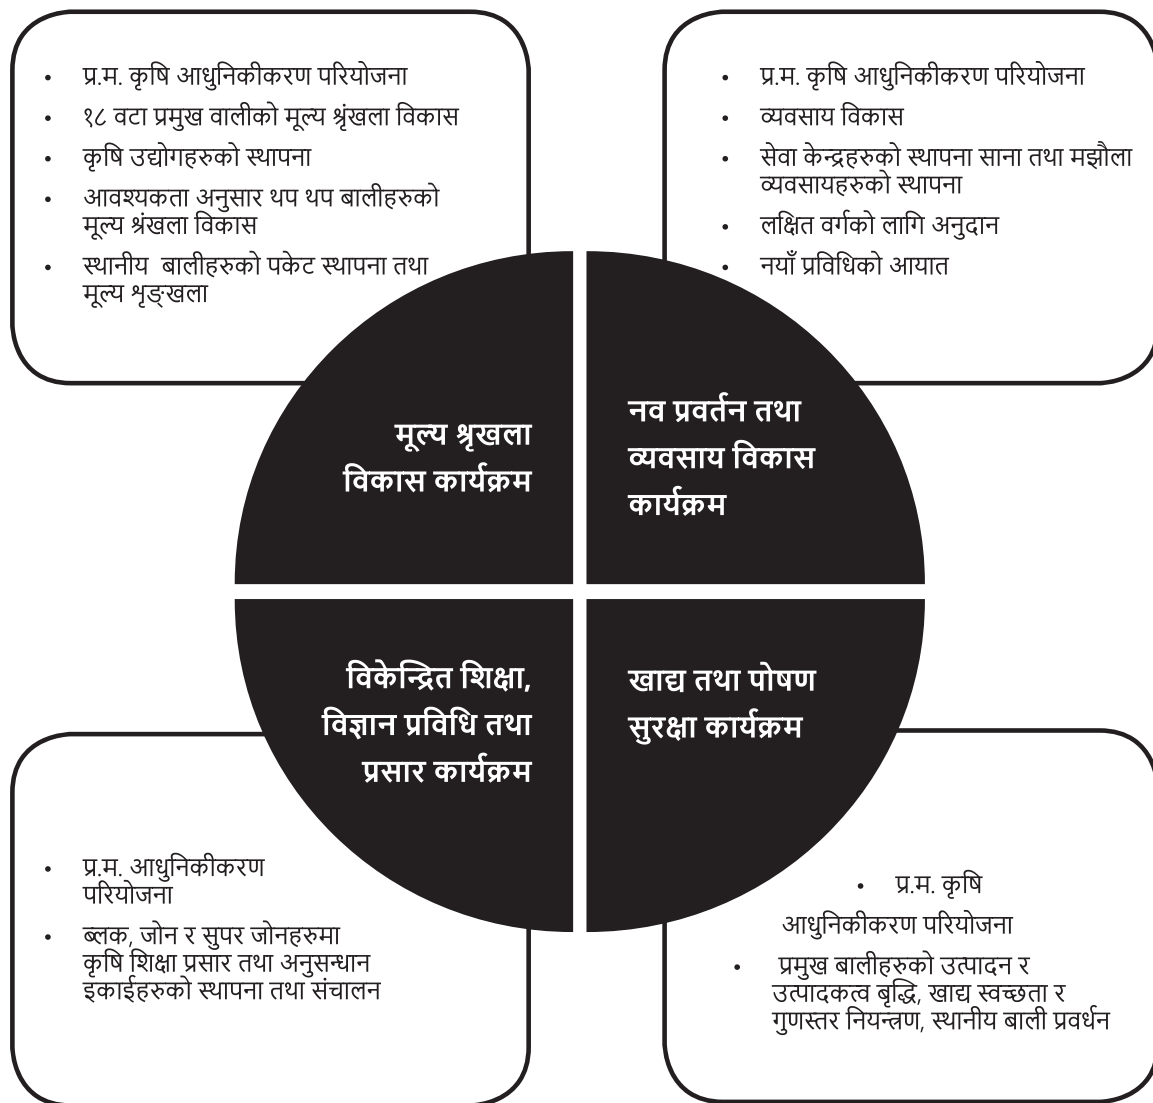 प्र.म. कृषि आधुनिकीकरण परियोजना
१८ वटा प्रमुख वालीको मूल्य श्रृंखला विकास
कृषि उद्योगहरुको स्थापना
आवश्यकता अनुसार थप थप बालीहरुको
मूल्य श्रंखला विकास
स्थानीय बालीहरुको पकेट स्थापना तथा
मूल्य शृङ्खला
प्र.म. कृषि आधुनिकीकरण परियोजना
व्यवसाय विकास
सेवा केन्द्रहरुको स्थापना साना तथा मझौला
व्यवसायहरुको स्थापना
लक्षित वर्गको लागि अनुदान
नयाँ प्रविधिको आयात
मूल्य श्रृखला
विकास कार्यक्रम
नव प्रवर्तन तथा
व्यवसाय विकास
कार्यक्रम
विकेन्द्रित शिक्षा,
विज्ञान प्रविधि तथा
प्रसार कार्यक्रम
खाद्य तथा पोषण
सुरक्षा कार्यक्रम
प्र.म. आधुनिकीकरण
परियोजना
ब्लक, जोन र सुपर जोनहरुमा
कृषि शिक्षा प्रसार तथा अनुसन्धान
इकाईहरुको स्थापना तथा संचालन
प्र.म. कृषि
आधुनिकीकरण परियोजना
प्रमुख बालीहरुको उत्पादन र
उत्पादकत्व बृद्धि, खाद्य स्वच्छता र
गुणस्तर नियन्त्रण, स्थानीय बाली प्रवर्धन